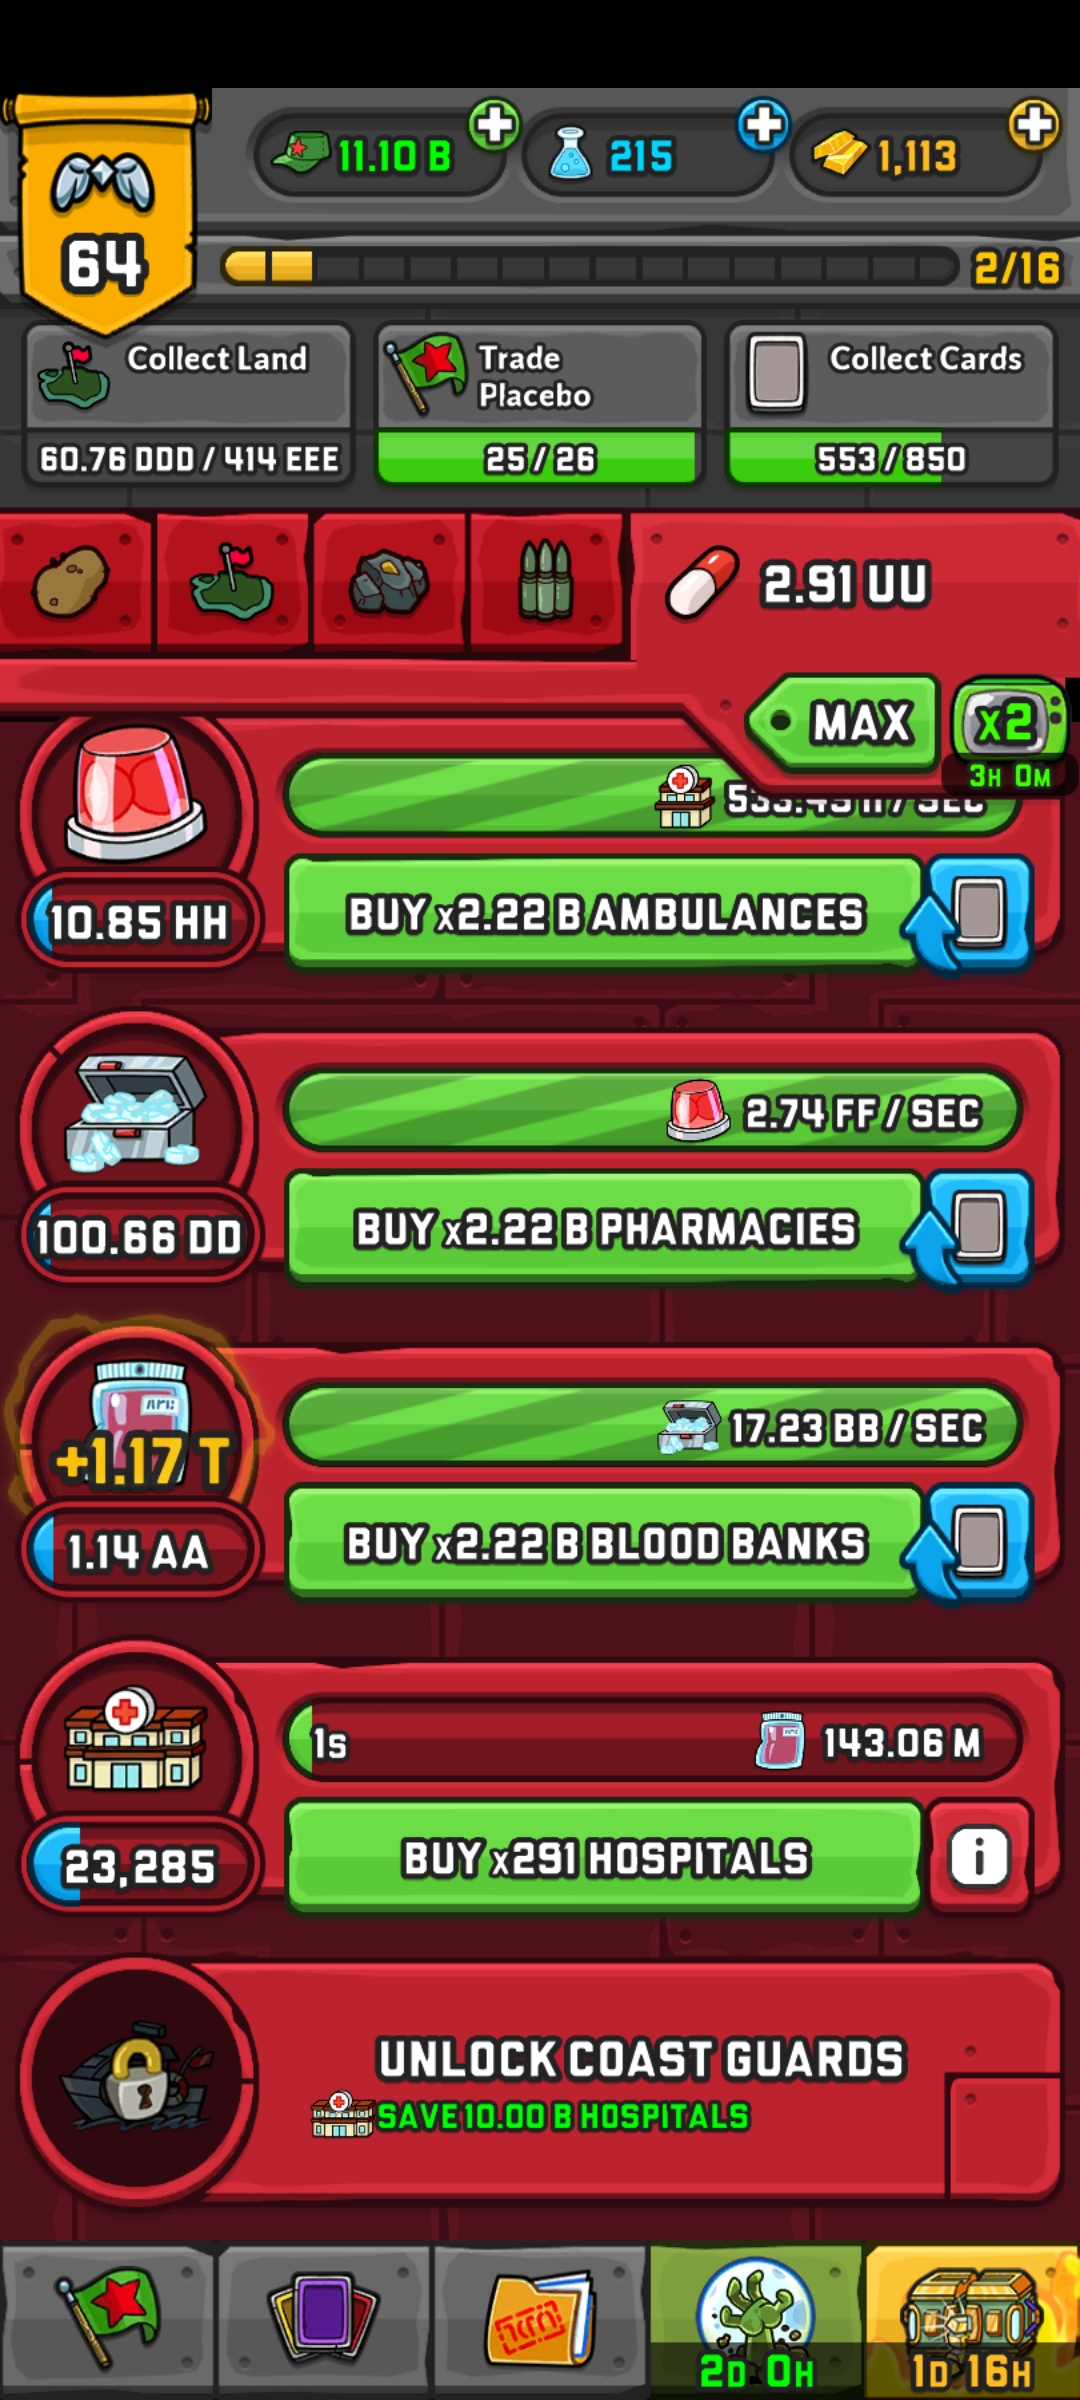 11.10 B
215
1,113
64
2/16
Collect Land
Trade
Placebo
Collect Cards
60.76 DDD / 414 EEE
25 / 26
553 / 850
2.91 UU
MAX
x2
3H 0M
10.85 HH
BUY x2.22 B AMBULANCES
2.74 FF / SEC
100.66 DD
BUY x2.22 B PHARMACIES
17.23 BB / SEC
+1.17 T
1.14 AA
BUY x2.22 B BLOOD BANKS
1s
143.06 M
23,285
BUY x291 HOSPITALS
i
UNLOCK COAST GUARDS
SAVE 10.00 B HOSPITALS
2D 0H
1D 16H